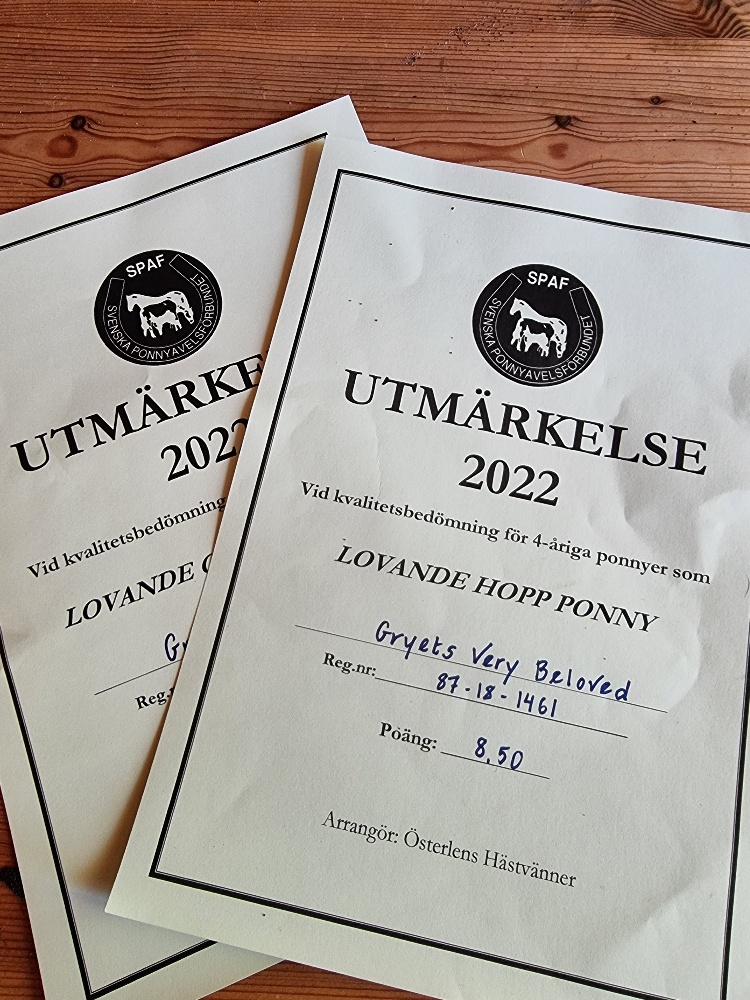 SPAF
SVENSKA PONNYAVELSFÖRBUNDET
UTMÄRKE
2022
Vid kvalitetsbedömning
LOVANDE
Reg.
SPAF
SVENSKA PONNYAVELSFÖRBUNDET
UTMÄRKELSE
2022
Vid kvalitetsbedömning för 4-åriga ponnyer som
LOVANDE HOPP PONNY
Gryets Very Beloved
Reg.nr: 87-18-1461
Poäng: 8,50
Arrangör: Österlens Hästvänner